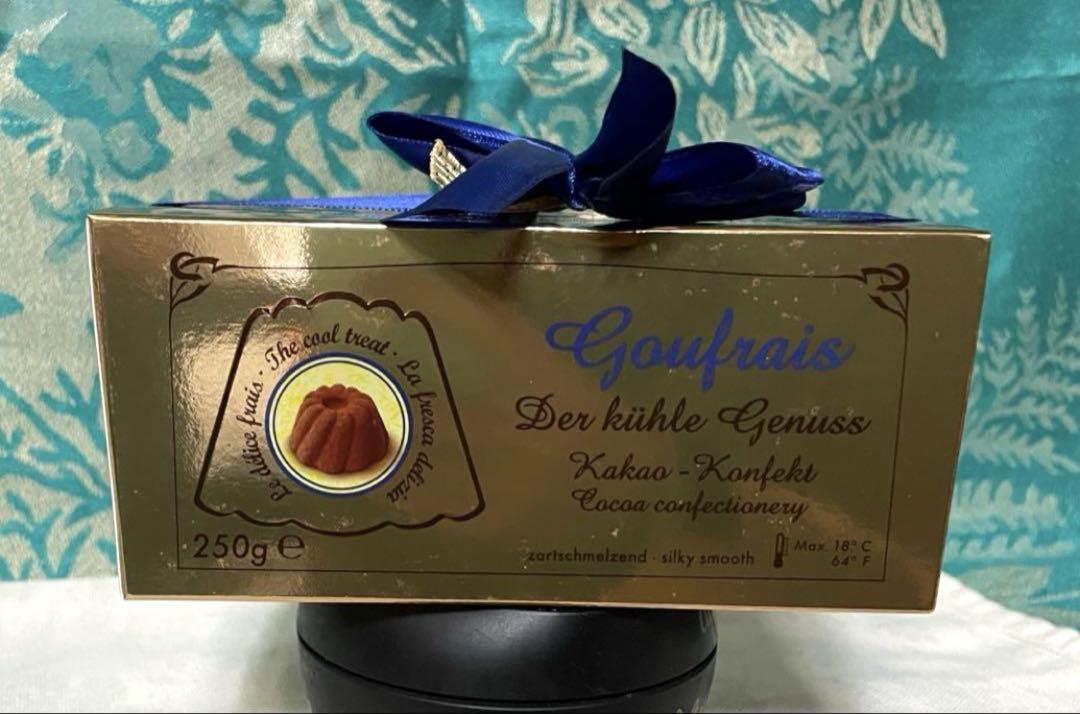 Le délice frais · The cool treat · La fresca delizia
Goufrais
Der kühle Genuss
Kakao - Konfekt
Cocoa confectionery
250g ℮
zartschmelzend · silky smooth
Max. 18° C
64° F